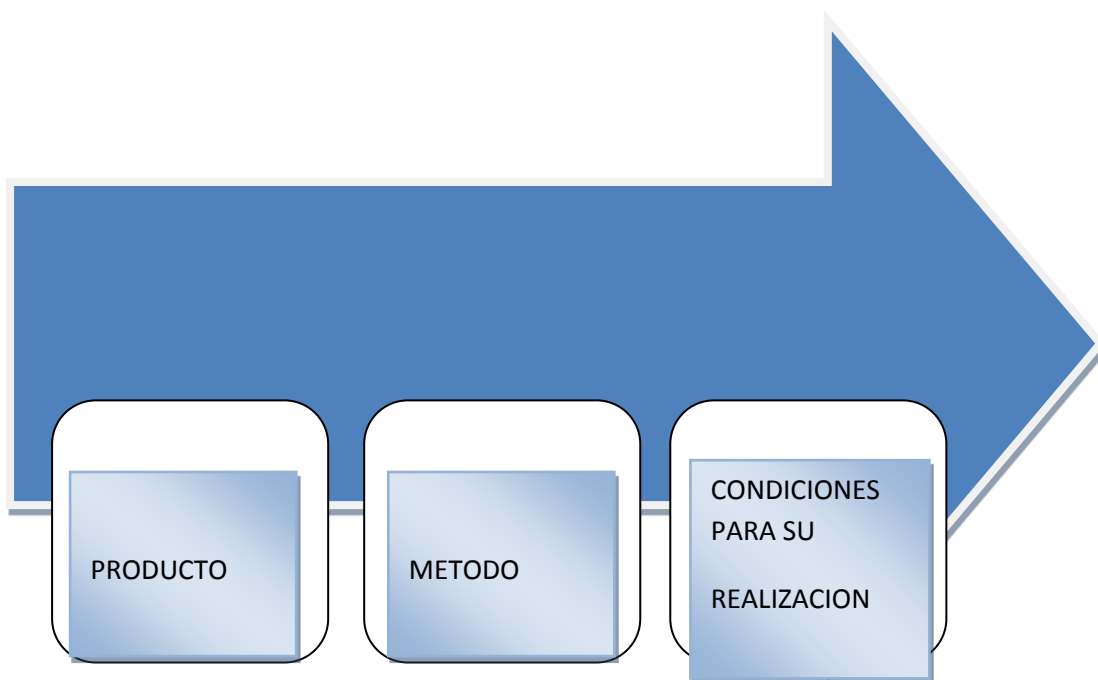 PRODUCTO
METODO
CONDICIONES
PARA SU
REALIZACION